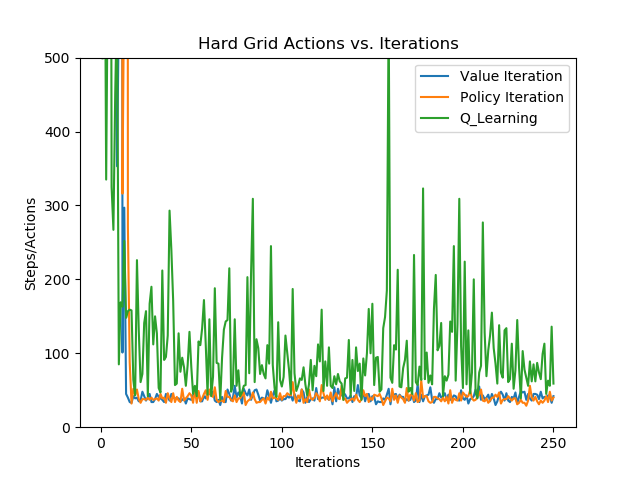 Hard Grid Actions vs. Iterations
500
400
300
200
100
0
Steps/Actions
Value Iteration
Policy Iteration
Q_Learning
0 50 100 150 200 250
Iterations